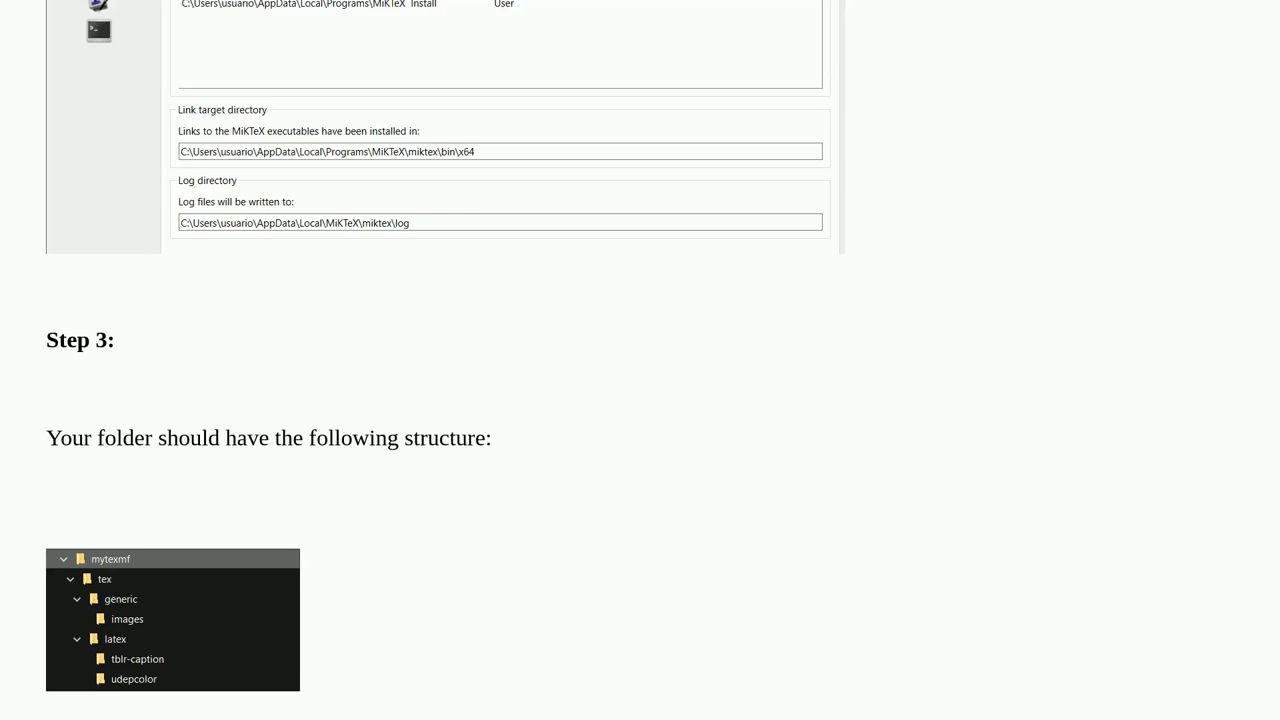 C:\Users\usuario\AppData\Local\Programs\MiKTeX Install User
Link target directory
Links to the MiKTeX executables have been installed in:
C:\Users\usuario\AppData\Local\Programs\MiKTeX\miktex\bin\x64
Log directory
Log files will be written to:
C:\Users\usuario\AppData\Local\MiKTeX\miktex\log
Step 3:
Your folder should have the following structure:
mytexmf
tex
generic
images
latex
tblr-caption
udepcolor